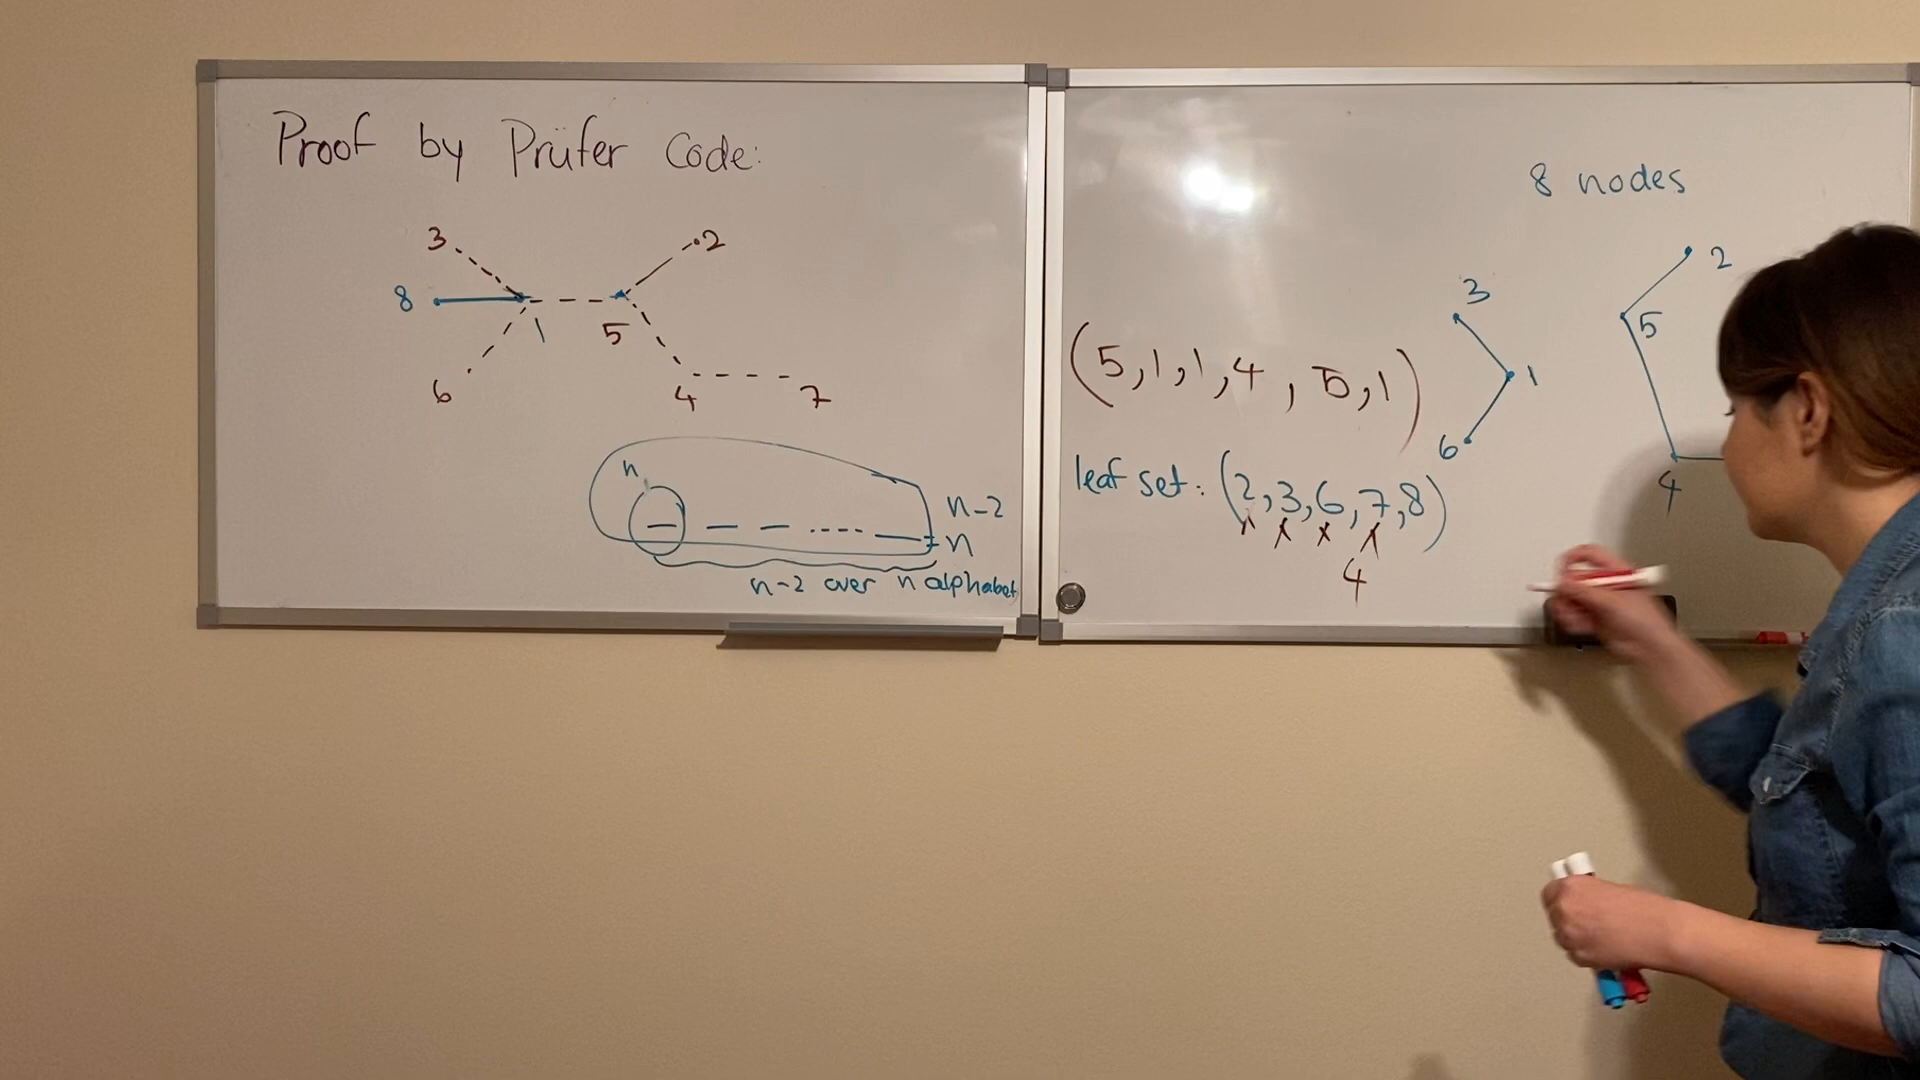 Proof by Prüfer Code:
3
2
8
1
5
6
4
7
n
n-2
= n
n-2 over n alphabet
8 nodes
3
1
6
2
5
4
(5,1,1,4,5,1)
leaf set: (2,3,6,7,8)
x x x x
4